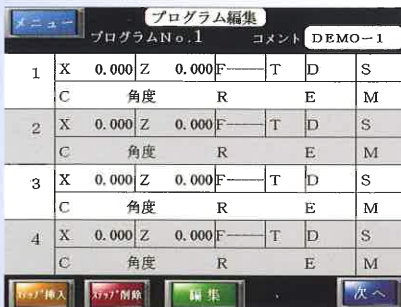 メニュー プログラム編集
プログラムNo.1 コメント DEMO-1
1 X 0.000 Z 0.000 F T D S
C 角度 R E M
2 X 0.000 Z 0.000 F T D S
C 角度 R E M
3 X 0.000 Z 0.000 F T D S
C 角度 R E M
4 X 0.000 Z 0.000 F T D S
C 角度 R E M
ステップ挿入 ステップ削除 編集 次へ